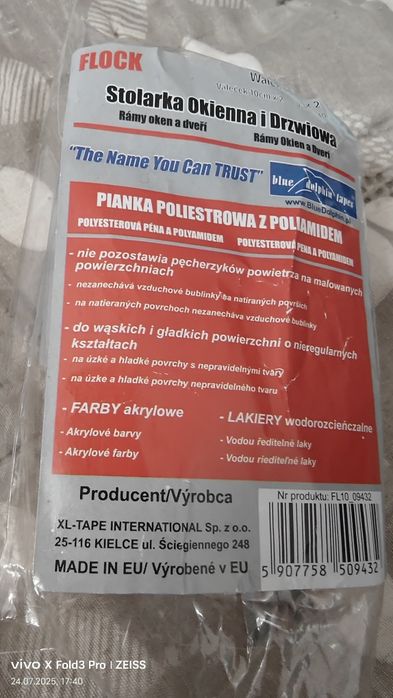 FLOCK
Stolarka Okienna i Drzwiowa
Rámy oken a dveří
Rámy Okien a Dverí
"The Name You Can TRUST"
blue dolphin tapes
PIANKA POLIESTROWA Z POLIAMIDEM
POLYESTEROVÁ PĚNA A POLYAMIDEM
POLYESTEROVÁ PENA A POLYAMIDEM
- nie pozostawia pęcherzyków powietrza na malowanych
powierzchniach
- nezanechává vzduchové bublinky na natíraných površích
- na natieraných povrchoch nezanecháva vzduchové bublinky
- do wąskich i gładkich powierzchni o nieregularnych
kształtach
- na úzké a hladké povrchy s nepravidelnými tvary
- na úzke a hladke povrchy nepravidelného tvaru
- FARBY akrylowe
- Akrylové barvy
- Akrylové farby
- LAKIERY wodorozcieńczalne
- Vodou ředitelné laky
- Vodou riediteľné laky
Producent/Výrobca
XL-TAPE INTERNATIONAL Sp. z o.o.
25-116 KIELCE ul. Ściegiennego 248
MADE IN EU/ Výrobené v EU
Nr produktu: FL10 09432
5 907758 509432
vivo X Fold3 Pro | ZEISS
24.07.2025, 17:40